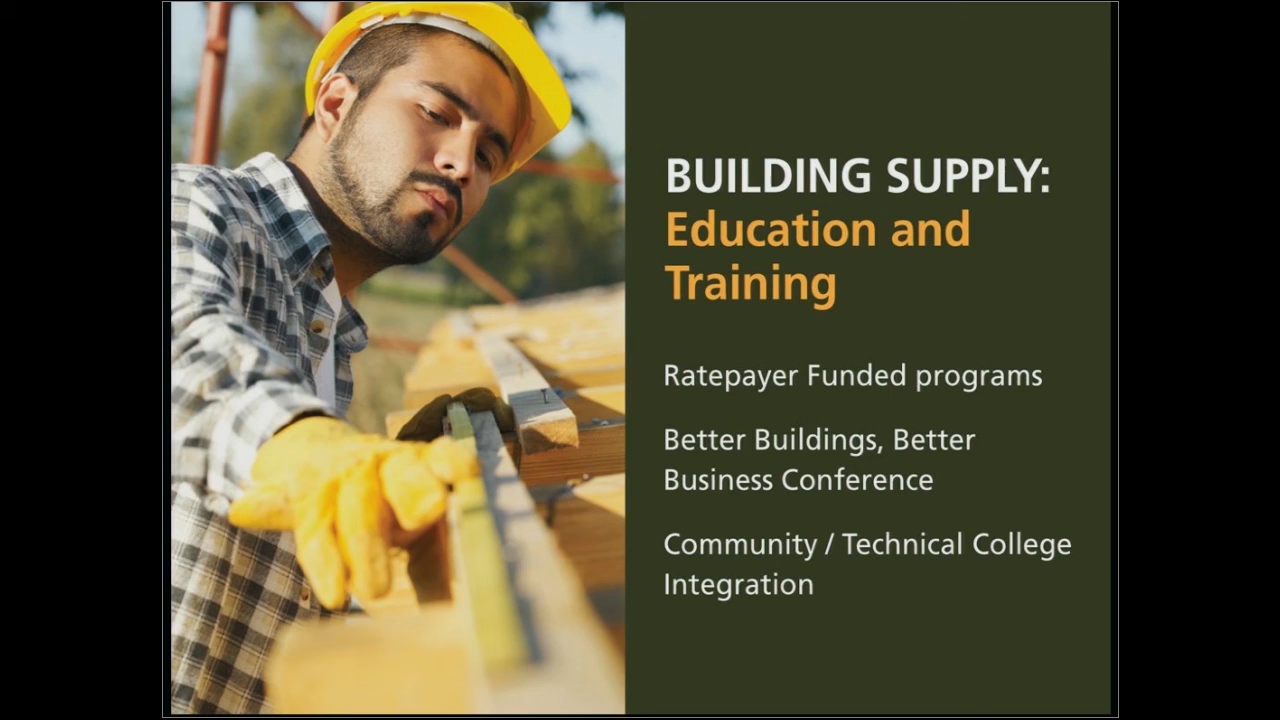 BUILDING SUPPLY:
Education and
Training
Ratepayer Funded programs
Better Buildings, Better
Business Conference
Community / Technical College
Integration